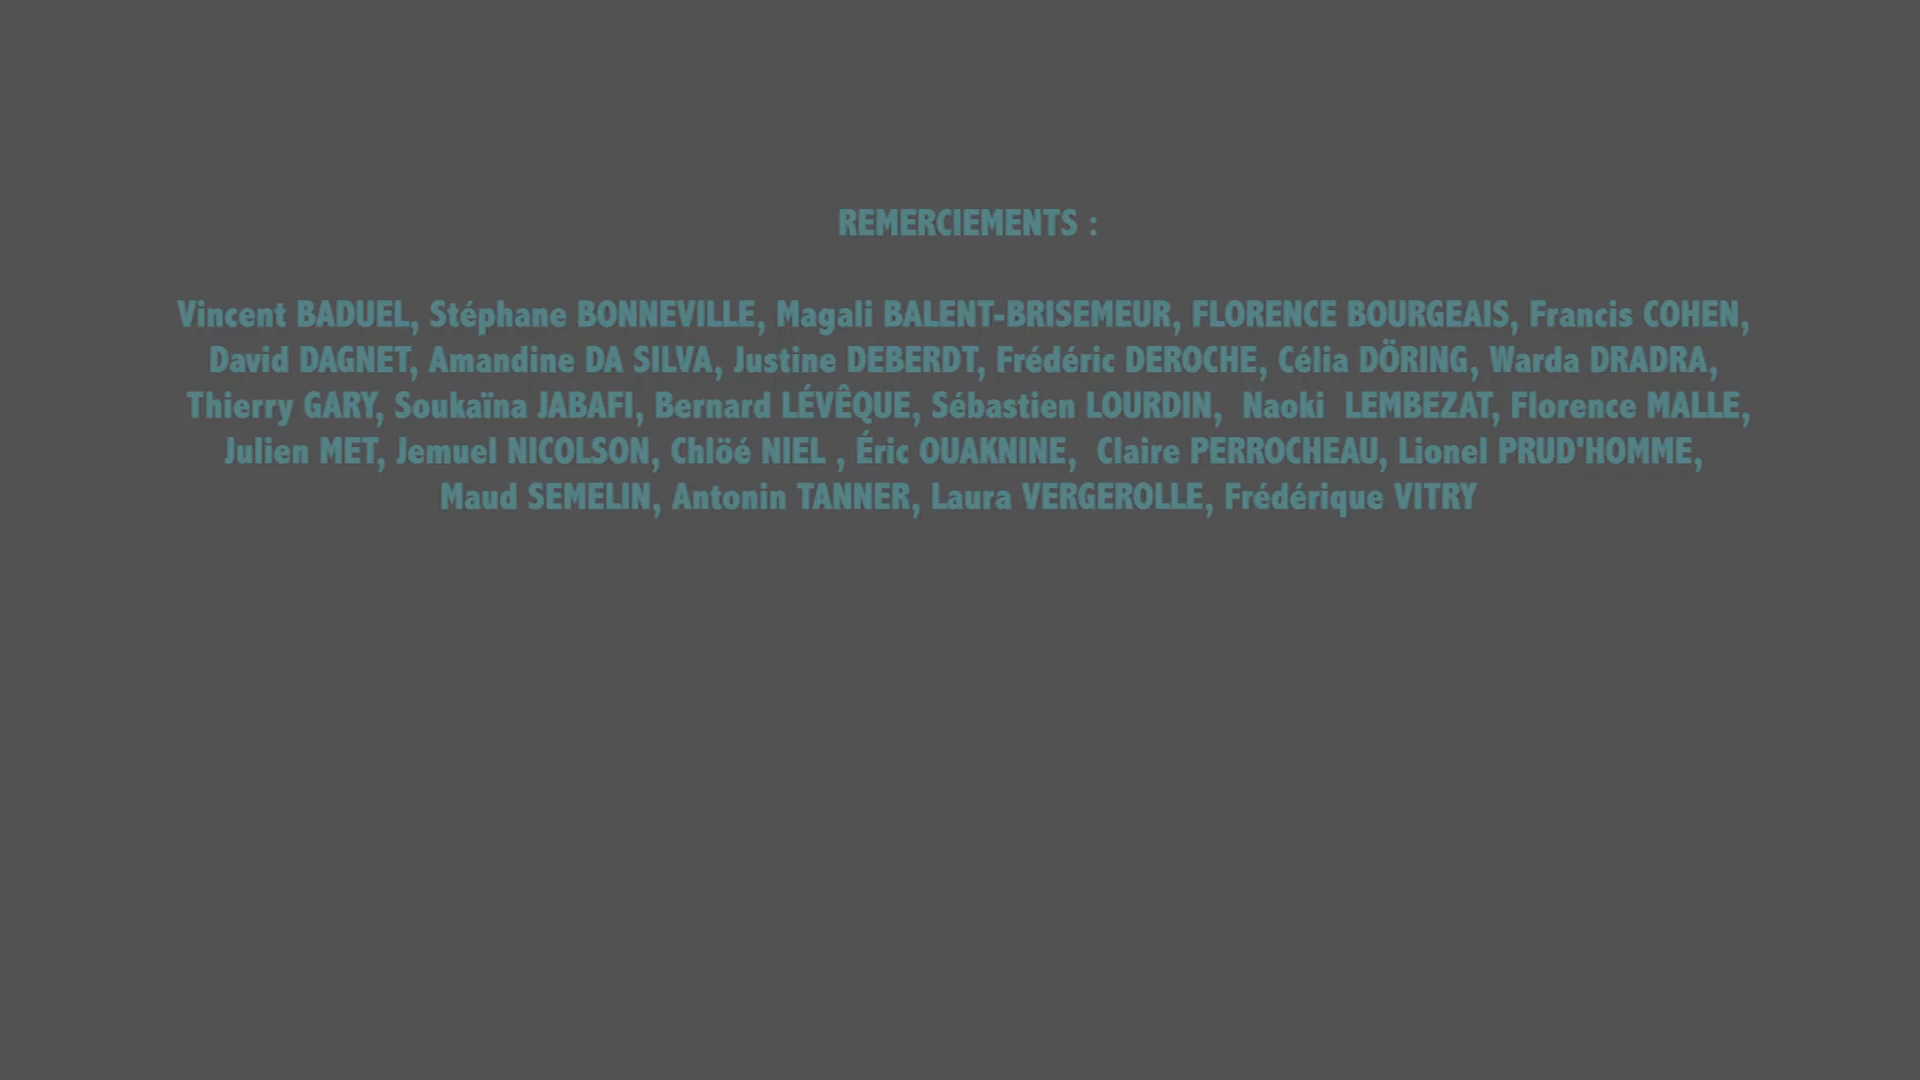 REMERCIEMENTS :
Vincent BADUEL, Stéphane BONNEVILLE, Magali BALENT-BRISEMEUR, FLORENCE BOURGEAIS, Francis COHEN,
David DAGNET, Amandine DA SILVA, Justine DEBERDT, Frédéric DEROCHE, Célia DÖRING, Warda DRADRA,
Thierry GARY, Soukaïna JABAFI, Bernard LÉVÊQUE, Sébastien LOURDIN, Naoki LEMBEZAT, Florence MALLE,
Julien MET, Jemuel NICOLSON, Chlöé NIEL , Éric OUAKNINE, Claire PERROCHEAU, Lionel PRUD'HOMME,
Maud SEMELIN, Antonin TANNER, Laura VERGEROLLE, Frédérique VITRY